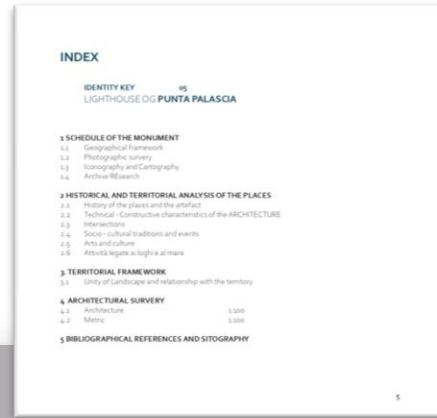 INDEX
IDENTITY KEY 05
LIGHTHOUSE OG PUNTA PALASCIA
1 SCHEDULE OF THE MONUMENT
1.1 Geographical framework
1.2 Photographic survery
1.3 Iconography and Cartography
1.4 Archive REsearch
2 HISTORICAL AND TERRITORIAL ANALYSIS OF THE PLACES
2.1 History of the places and the artefact
2.2 Technical - Constructive characteristics of the ARCHITECTURE
2.3 Intersections
2.4 Socio - cultural traditions and events
2.5 Arts and culture
2.6 Attività legate ai loghi e al mare
3. TERRITORIAL FRAMEWORK
3.1 Unity of Landscape and relationship with the territory
4 ARCHITECTURAL SURVERY
4.1 Architecture 1:100
4.2 Metric 1:100
5 BIBLIOGRAPHICAL REFERENCES AND SITOGRAPHY
5